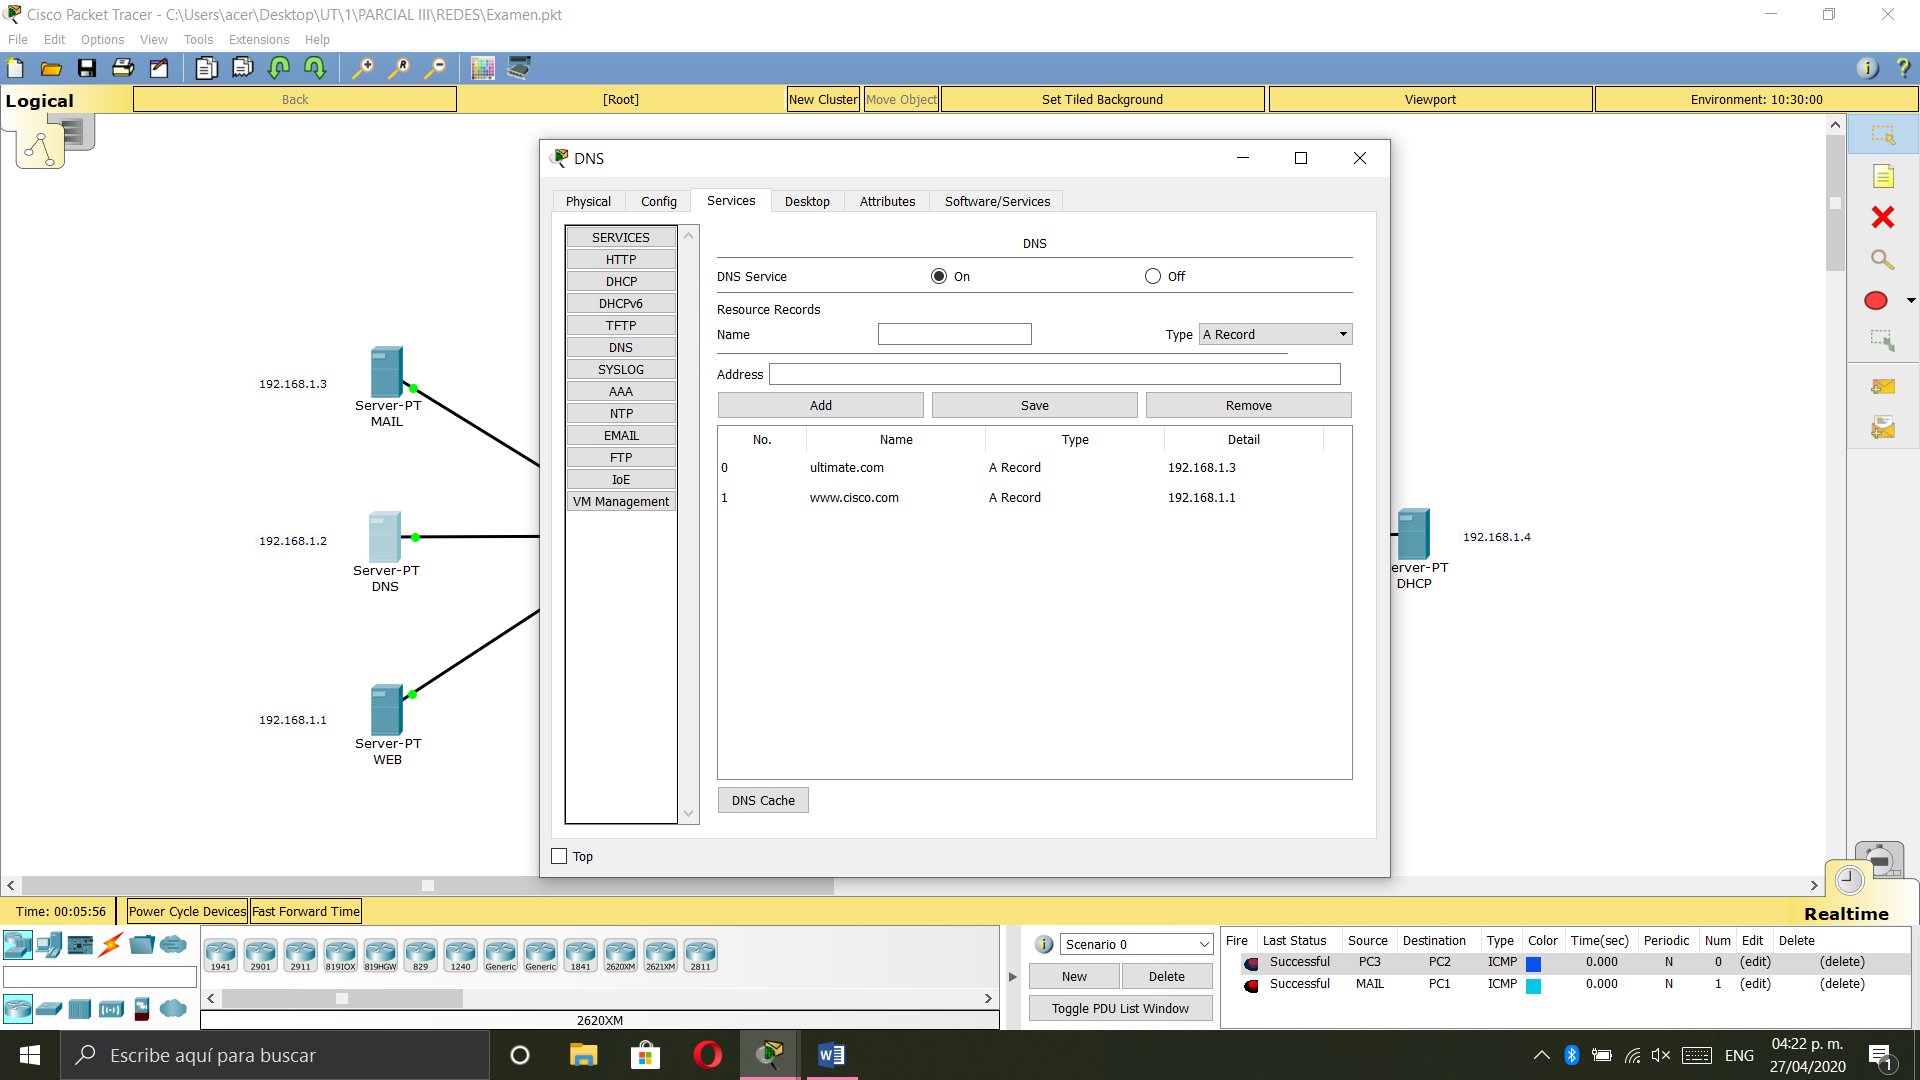 Cisco Packet Tracer - C:\Users\acer\Desktop\UT\1\PARCIAL III\REDES\Examen.pkt
File Edit Options View Tools Extensions Help
Logical Back [Root] New Cluster Move Object Set Tiled Background Viewport Environment: 10:30:00
DNS
Physical Config Services Desktop Attributes Software/Services
SERVICES
HTTP
DHCP
DHCPv6
TFTP
DNS
SYSLOG
AAA
NTP
EMAIL
FTP
IoE
VM Management
DNS
DNS Service On Off
Resource Records
Name Type A Record
Address
Add Save Remove
No. Name Type Detail
0 ultimate.com A Record 192.168.1.3
1 www.cisco.com A Record 192.168.1.1
DNS Cache
Top
192.168.1.3
Server-PT
MAIL
192.168.1.2
Server-PT
DNS
192.168.1.1
Server-PT
WEB
192.168.1.4
erver-PT
DHCP
Time: 00:05:56 Power Cycle Devices Fast Forward Time
Realtime
1941 2901 2911 819IOX 819HGW 829 1240 Generic Generic 1841 2620XM 2621XM 2811
2620XM
Scenario 0
New Delete
Toggle PDU List Window
Fire Last Status Source Destination Type Color Time(sec) Periodic Num Edit Delete
Successful PC3 PC2 ICMP 0.000 N 0 (edit) (delete)
Successful MAIL PC1 ICMP 0.000 N 1 (edit) (delete)
Escribe aquí para buscar
ENG
04:22 p. m.
27/04/2020
1